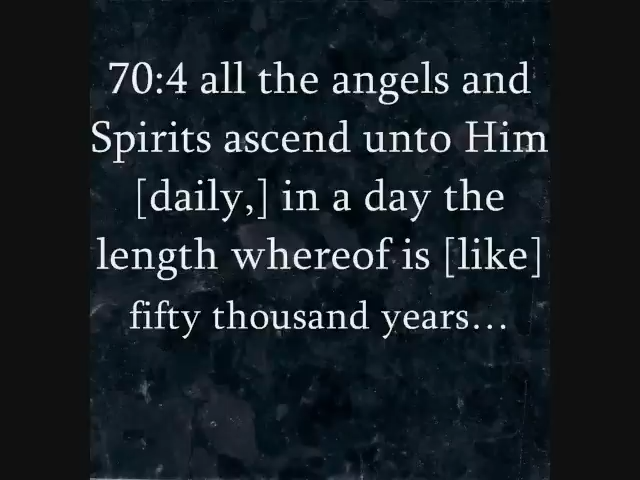 70:4 all the angels and
Spirits ascend unto Him
[daily,] in a day the
length whereof is [like]
fifty thousand years...